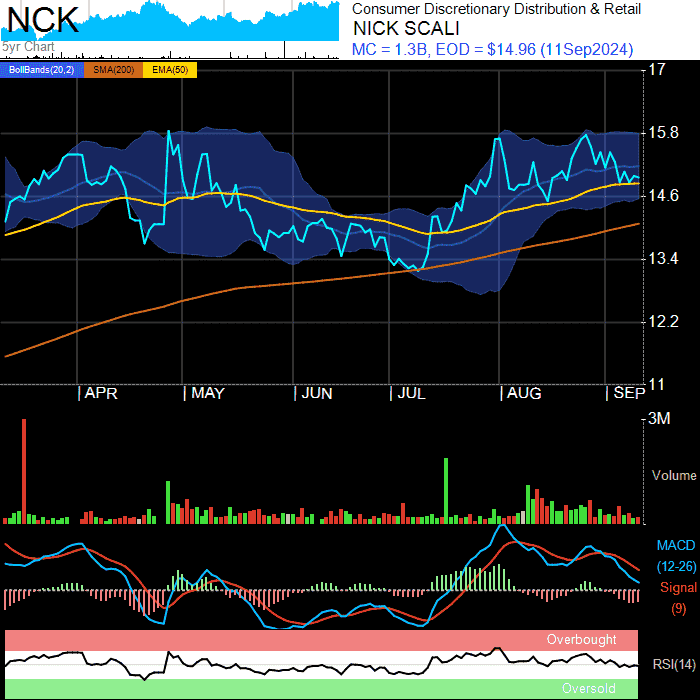 NCK
5yr Chart
Consumer Discretionary Distribution & Retail
NICK SCALI
MC = 1.3B, EOD = $14.96 (11Sep2024)
BollBands(20,2) SMA(200) EMA(50)
17
15.8
14.6
13.4
12.2
11
APR MAY JUN JUL AUG SEP
3M
Volume
MACD
(12-26)
Signal
(9)
Overbought
RSI(14)
Oversold